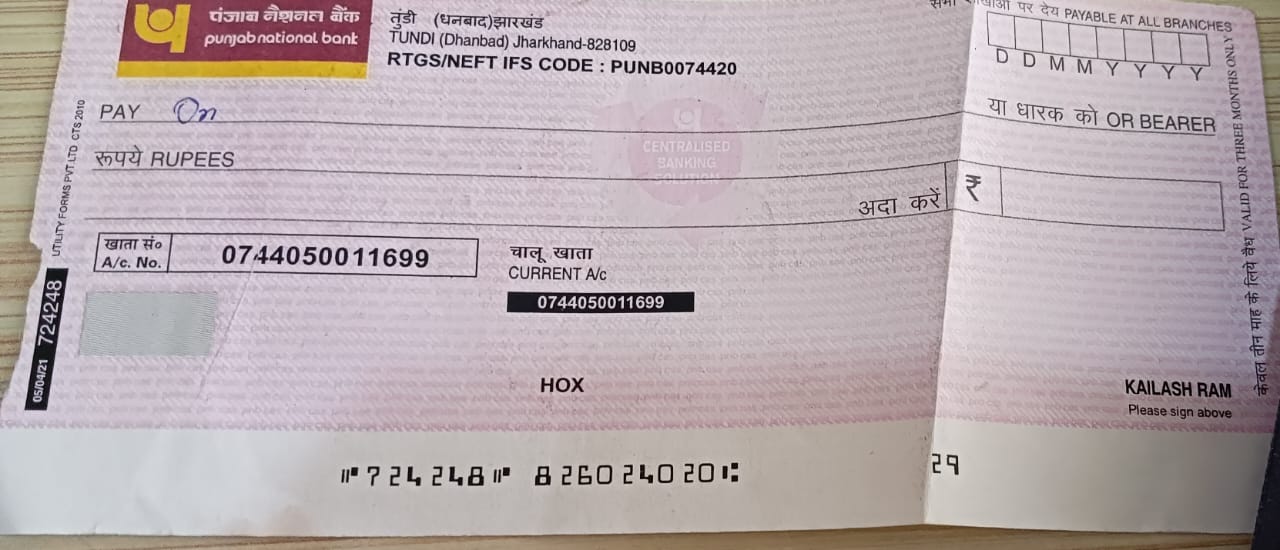 पंजाब नैशनल बैंक
punjab national bank
तुंडी (धनबाद)झारखंड
TUNDI (Dhanbad) Jharkhand-828109
RTGS/NEFT IFS CODE : PUNB0074420
पर देय PAYABLE AT ALL BRANCHES
D D M M Y Y Y Y
PAY On
या धारक को OR BEARER
रूपये RUPEES
CENTRALISED
BANKING
SOLUTION
अदा करें ₹
खाता सं०
A/c. No.
0744050011699
चालू खाता
CURRENT A/c
0744050011699
HOX
KAILASH RAM
Please sign above
UTILITY FORMS PVT. LTD CTS 2010
05/04/21 724248
केवल तीन माह के लिये वैध VALID FOR THREE MONTHS ONLY
⑈724248⑈ 826024020⑆ 29